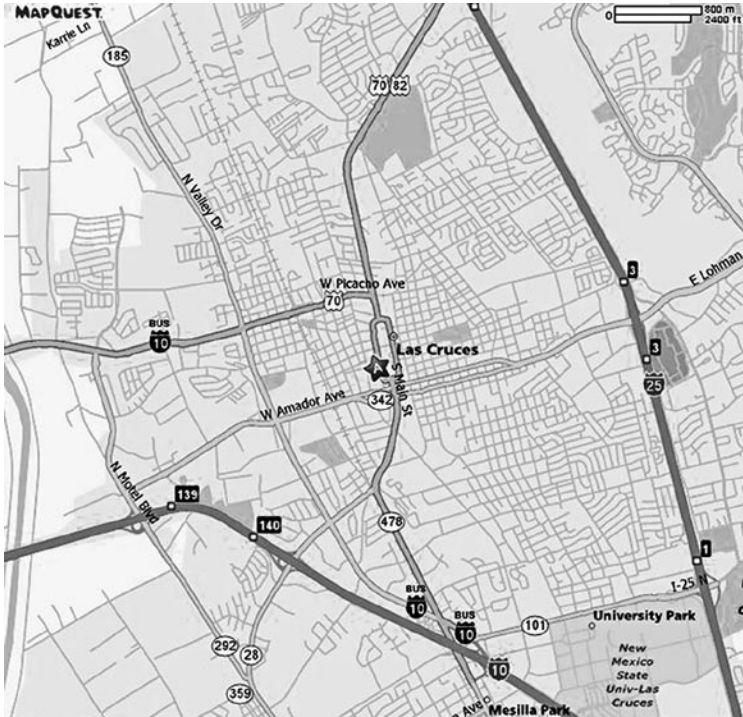 MAPQUEST
800 m
0
2400 ft
Karrie Ln
185
70 82
N Valley Dr
3
E Lohman
W Picacho Ave
70
BUS
10
Las Cruces
3
A
25
S Main St
342
W Amador Ave
N Motel Blvd
139
140
478
1
I-25 N
BUS
10
BUS
10
101
University Park
292
28
10
New
Mexico
State
Univ-Las
Cruces
359
Ave
Mesilla Park